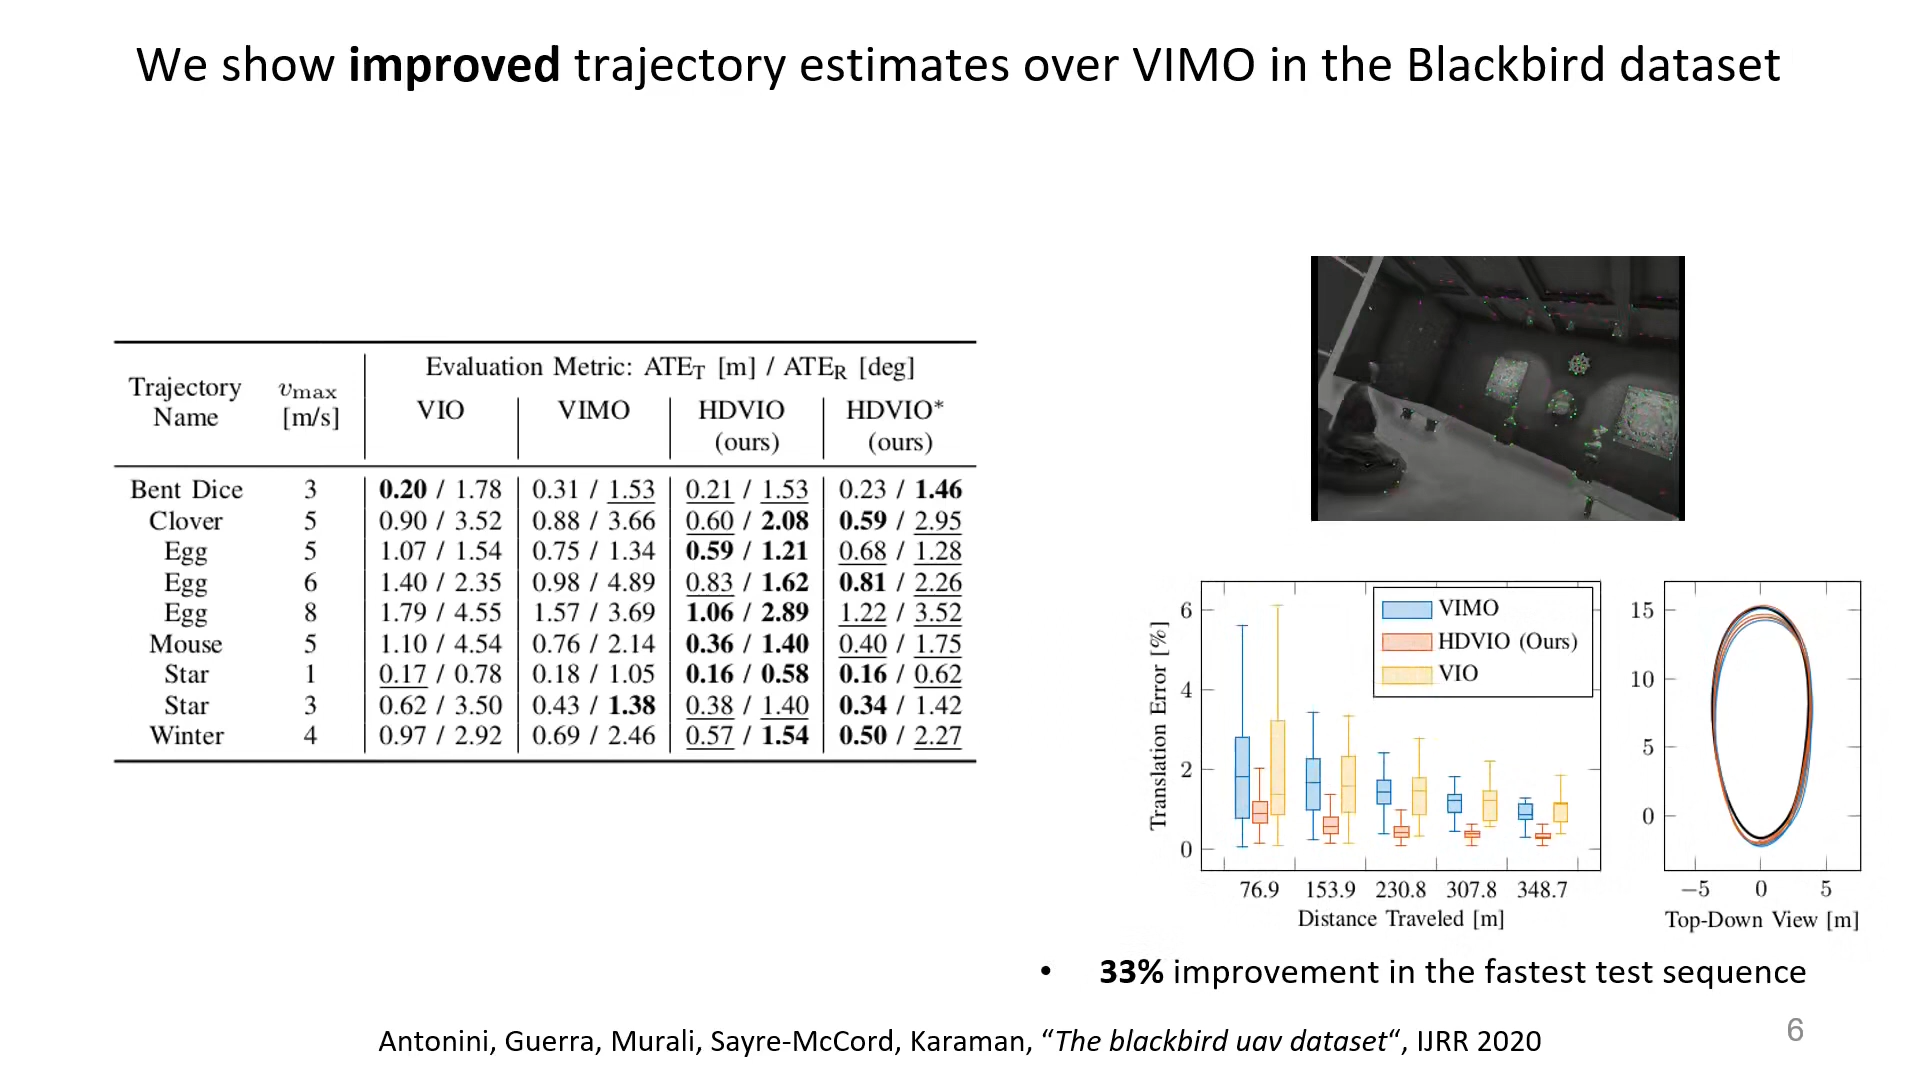 We show improved trajectory estimates over VIMO in the Blackbird dataset
Trajectory Name | vmax [m/s] | Evaluation Metric: ATET [m] / ATER [deg]
VIO | VIMO | HDVIO (ours) | HDVIO* (ours)
Bent Dice | 3 | 0.20 / 1.78 | 0.31 / 1.53 | 0.21 / 1.53 | 0.23 / 1.46
Clover | 5 | 0.90 / 3.52 | 0.88 / 3.66 | 0.60 / 2.08 | 0.59 / 2.95
Egg | 5 | 1.07 / 1.54 | 0.75 / 1.34 | 0.59 / 1.21 | 0.68 / 1.28
Egg | 6 | 1.40 / 2.35 | 0.98 / 4.89 | 0.83 / 1.62 | 0.81 / 2.26
Egg | 8 | 1.79 / 4.55 | 1.57 / 3.69 | 1.06 / 2.89 | 1.22 / 3.52
Mouse | 5 | 1.10 / 4.54 | 0.76 / 2.14 | 0.36 / 1.40 | 0.40 / 1.75
Star | 1 | 0.17 / 0.78 | 0.18 / 1.05 | 0.16 / 0.58 | 0.16 / 0.62
Star | 3 | 0.62 / 3.50 | 0.43 / 1.38 | 0.38 / 1.40 | 0.34 / 1.42
Winter | 4 | 0.97 / 2.92 | 0.69 / 2.46 | 0.57 / 1.54 | 0.50 / 2.27
Translation Error [%]
6
4
2
0
VIMO
HDVIO (Ours)
VIO
76.9 153.9 230.8 307.8 348.7
Distance Traveled [m]
15
10
5
0
−5 0 5
Top-Down View [m]
• 33% improvement in the fastest test sequence
Antonini, Guerra, Murali, Sayre-McCord, Karaman, “The blackbird uav dataset“, IJRR 2020
6